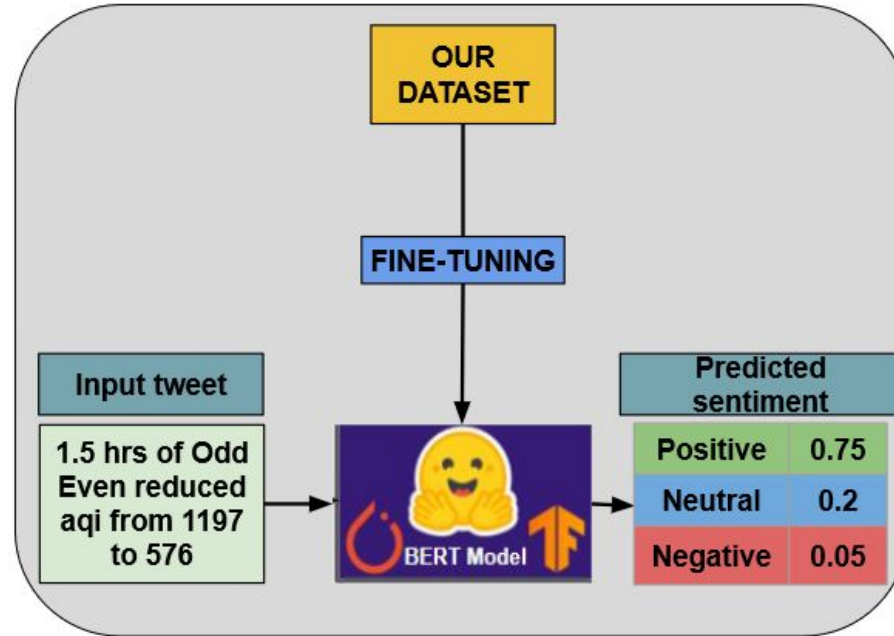 OUR
DATASET
FINE-TUNING
Input tweet
1.5 hrs of Odd
Even reduced
aqi from 1197
to 576
BERT Model
Predicted
sentiment
Positive 0.75
Neutral 0.2
Negative 0.05